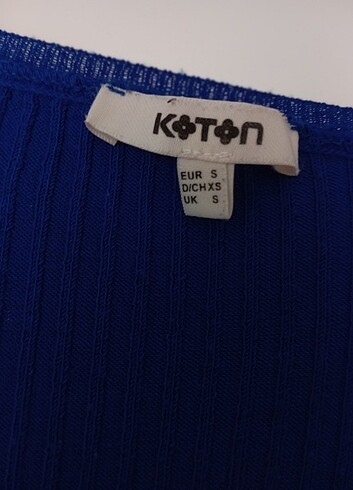 KOTON
EUR S
D/CH XS
UK S